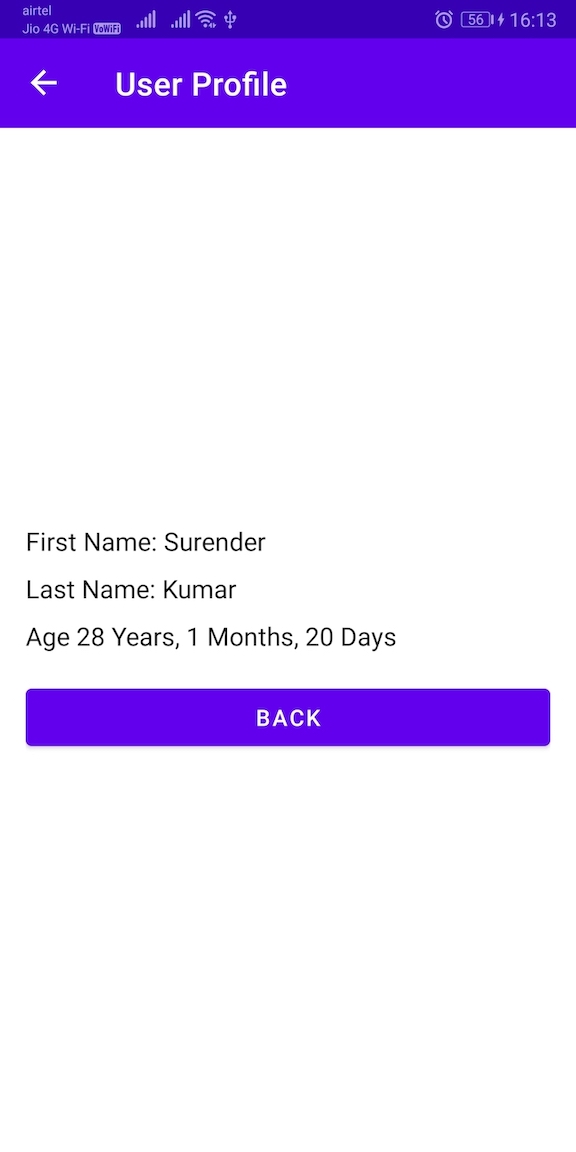 airtel
Jio 4G Wi-Fi VoWiFi
56 16:13
User Profile
First Name: Surender
Last Name: Kumar
Age 28 Years, 1 Months, 20 Days
BACK